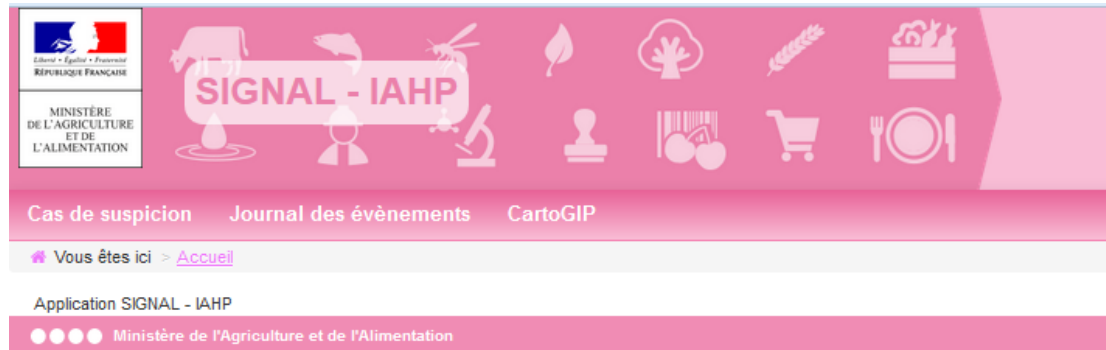 Liberté • Égalité • Fraternité
RÉPUBLIQUE FRANÇAISE
MINISTÈRE
DE L'AGRICULTURE
ET DE
L'ALIMENTATION
SIGNAL - IAHP
Cas de suspicion Journal des évènements CartoGIP
Vous êtes ici > Accueil
Application SIGNAL - IAHP
Ministère de l'Agriculture et de l'Alimentation